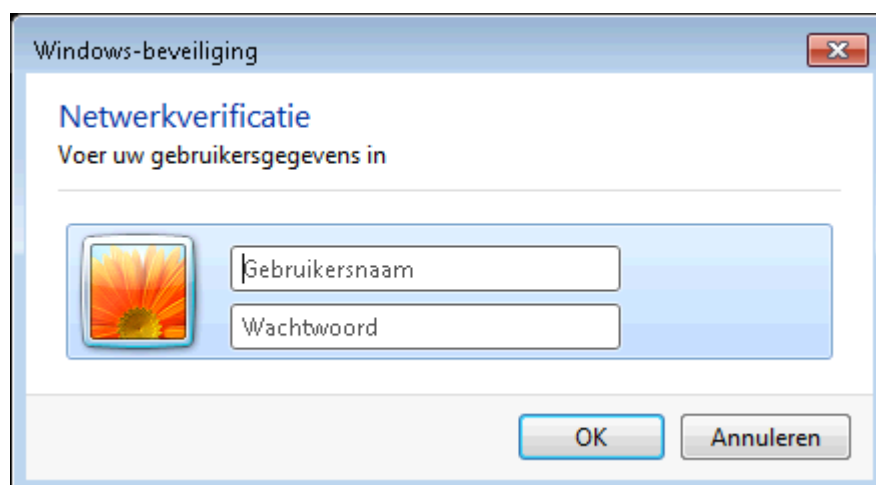 Windows-beveiliging
Netwerkverificatie
Voer uw gebruikersgegevens in
Gebruikersnaam
Wachtwoord
OK Annuleren